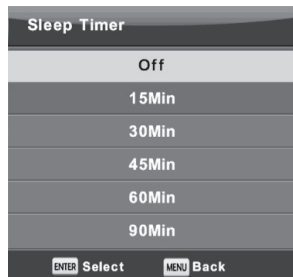 Sleep Timer
Off
15Min
30Min
45Min
60Min
90Min
ENTER Select MENU Back